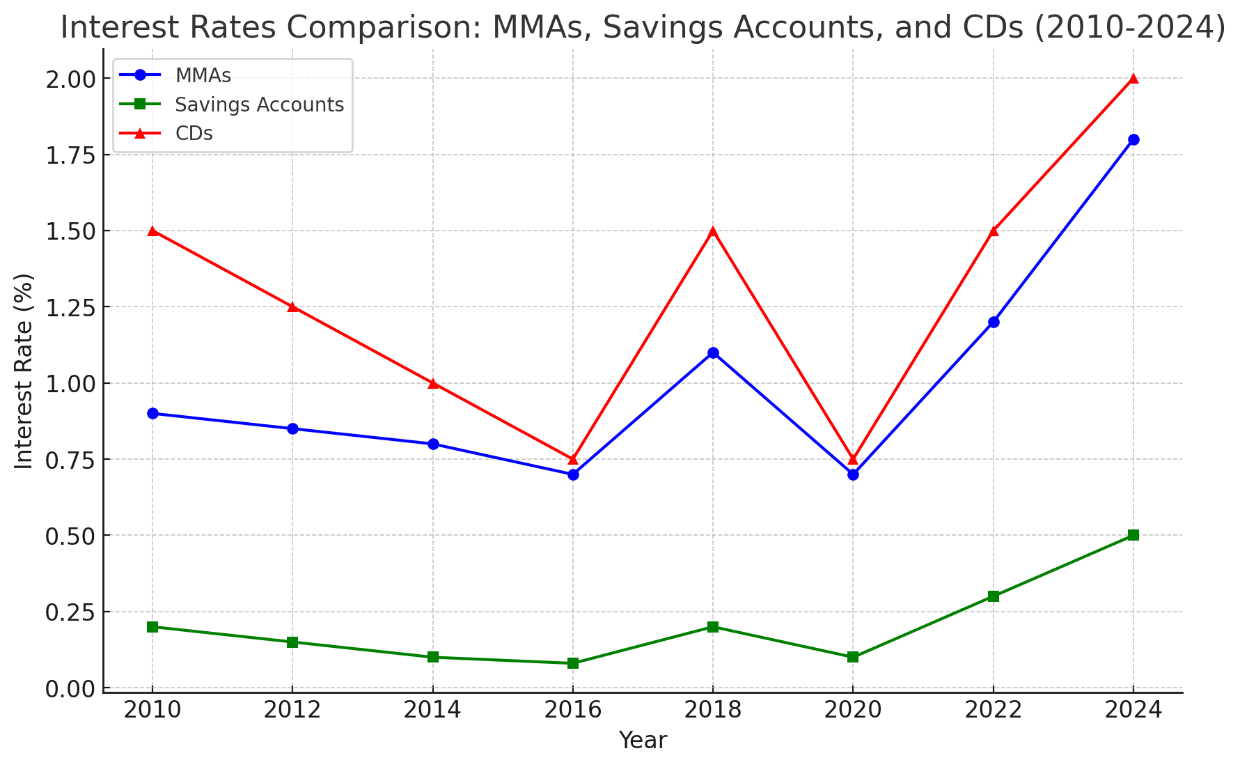 Interest Rates Comparison: MMAs, Savings Accounts, and CDs (2010-2024)
MMAs
Savings Accounts
CDs
2.00
1.75
1.50
1.25
1.00
0.75
0.50
0.25
0.00
Interest Rate (%)
2010 2012 2014 2016 2018 2020 2022 2024
Year